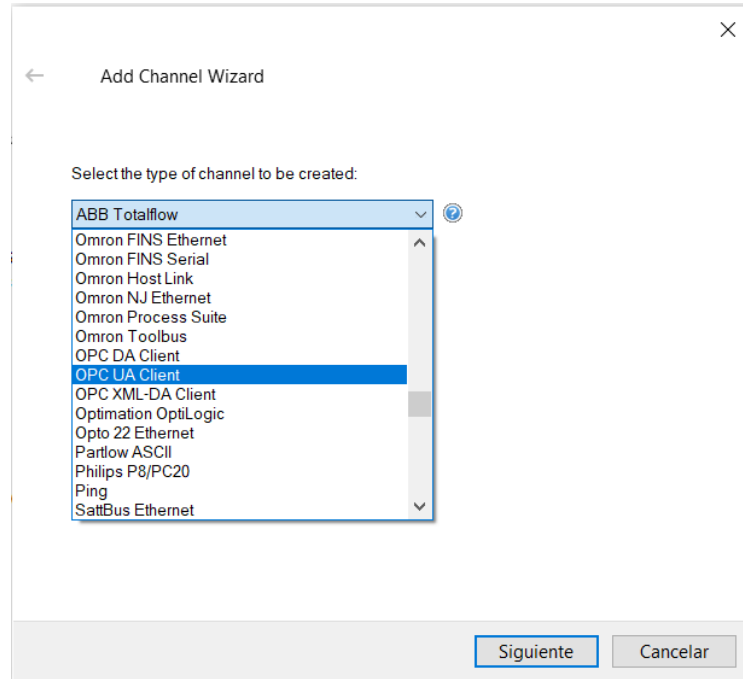 Add Channel Wizard
Select the type of channel to be created:
ABB Totalflow
Omron FINS Ethernet
Omron FINS Serial
Omron Host Link
Omron NJ Ethernet
Omron Process Suite
Omron Toolbus
OPC DA Client
OPC UA Client
OPC XML-DA Client
Optimation OptiLogic
Opto 22 Ethernet
Partlow ASCII
Philips P8/PC20
Ping
SattBus Ethernet
Siguiente
Cancelar